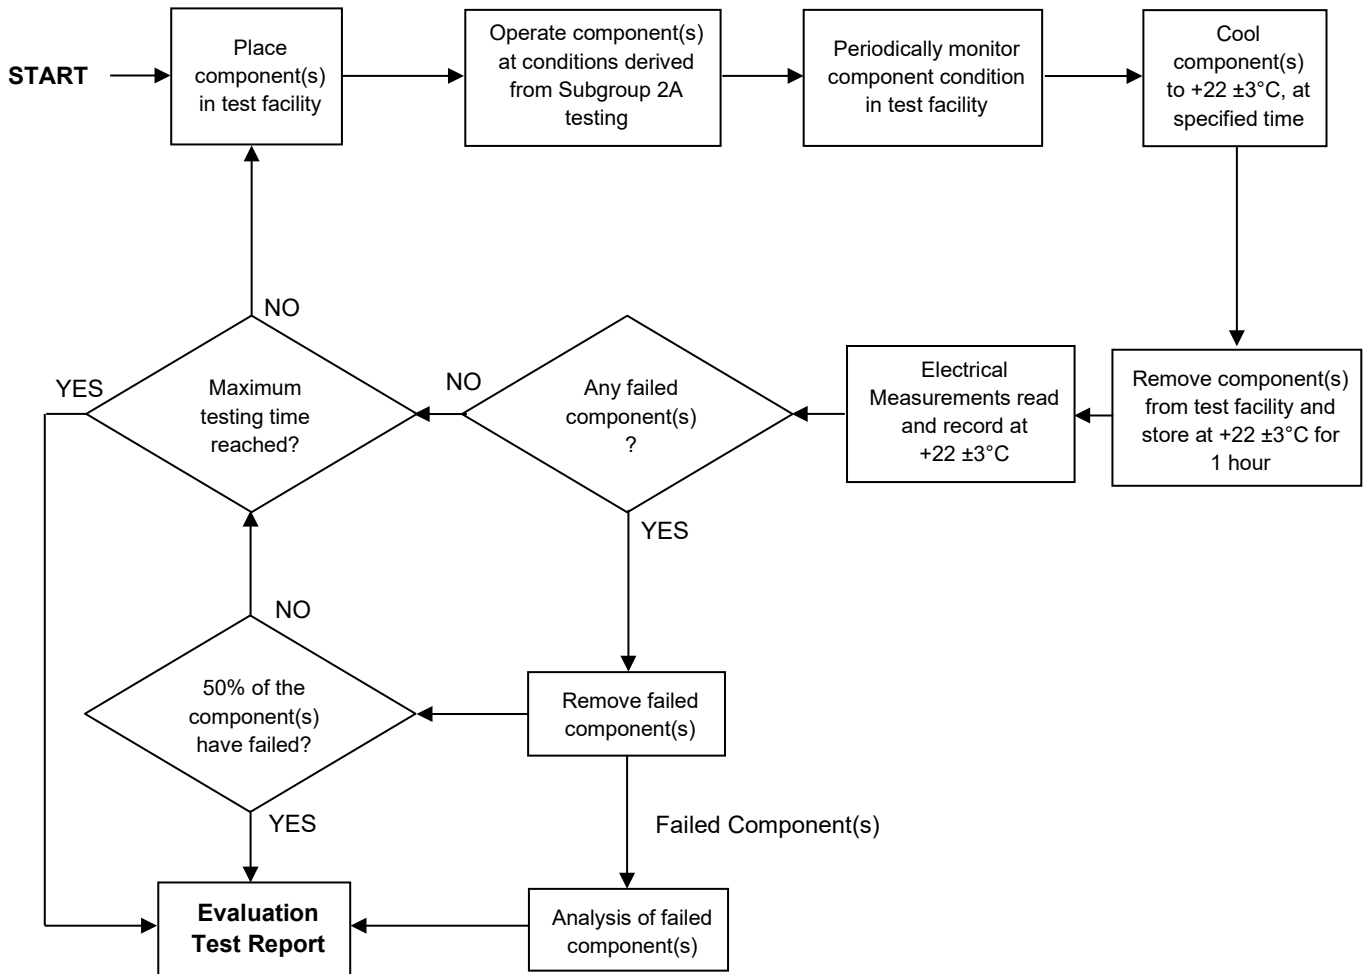 START
Place
component(s)
in test facility
Operate component(s)
at conditions derived
from Subgroup 2A
testing
Periodically monitor
component condition
in test facility
Cool
component(s)
to +22 ±3°C, at
specified time
Remove component(s)
from test facility and
store at +22 ±3°C for
1 hour
Electrical
Measurements read
and record at
+22 ±3°C
Any failed
component(s)
?
NO
YES
Maximum
testing time
reached?
NO
YES
Remove failed
component(s)
50% of the
component(s)
have failed?
NO
YES
Failed Component(s)
Analysis of failed
component(s)
Evaluation
Test Report